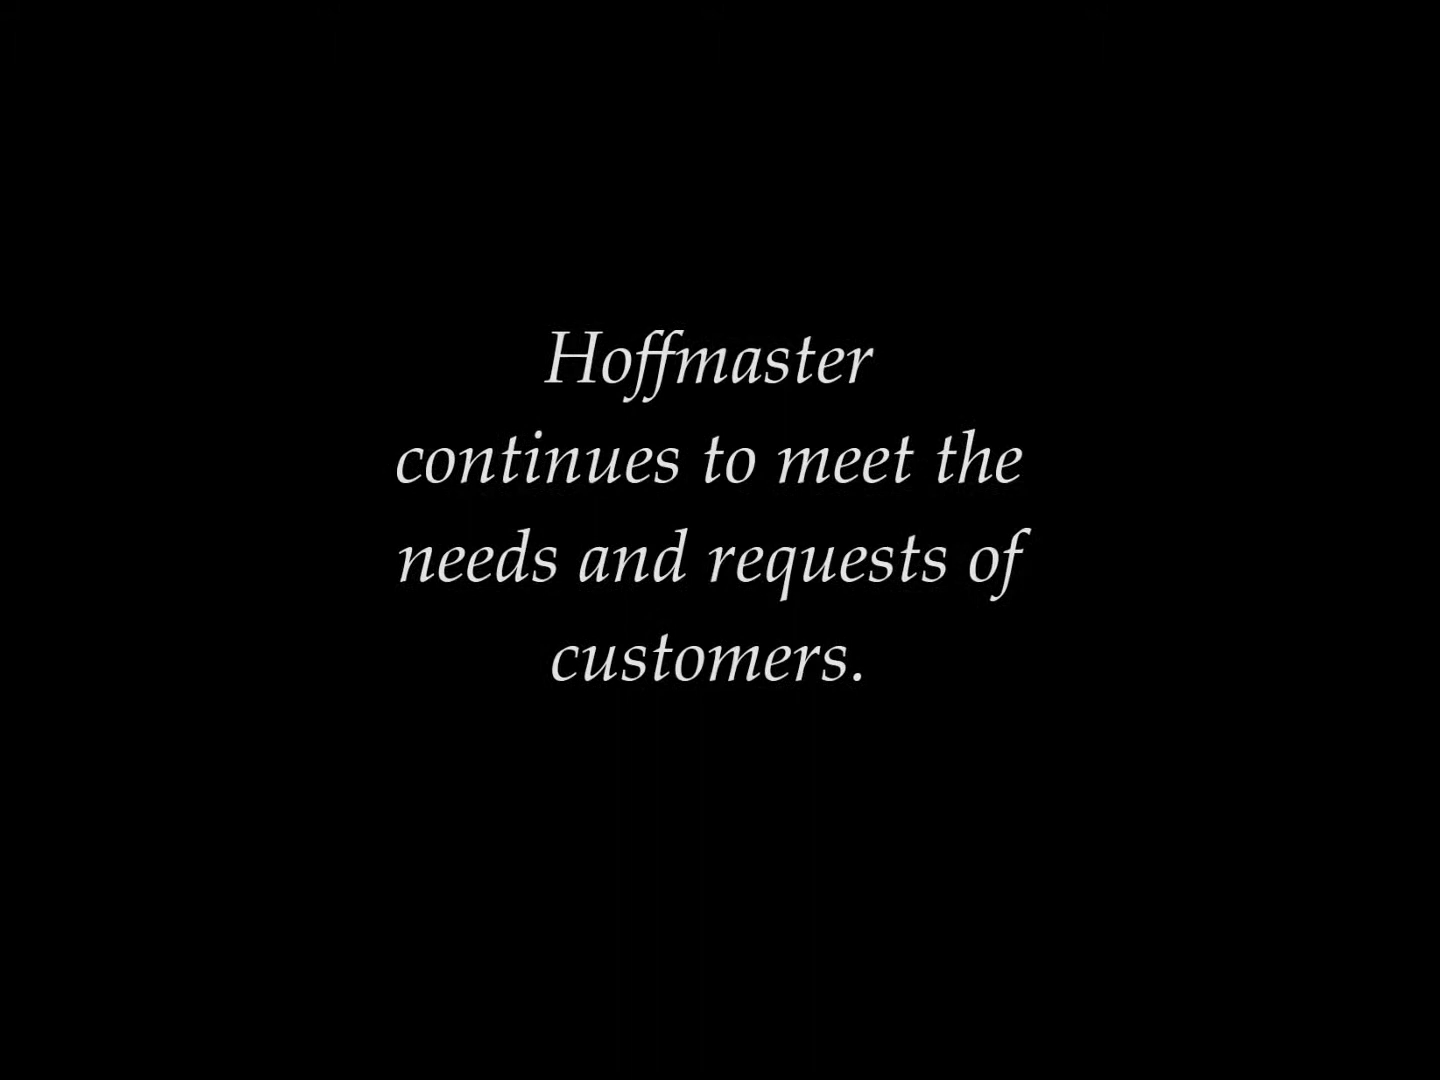 Hoffmaster
continues to meet the
needs and requests of
customers.